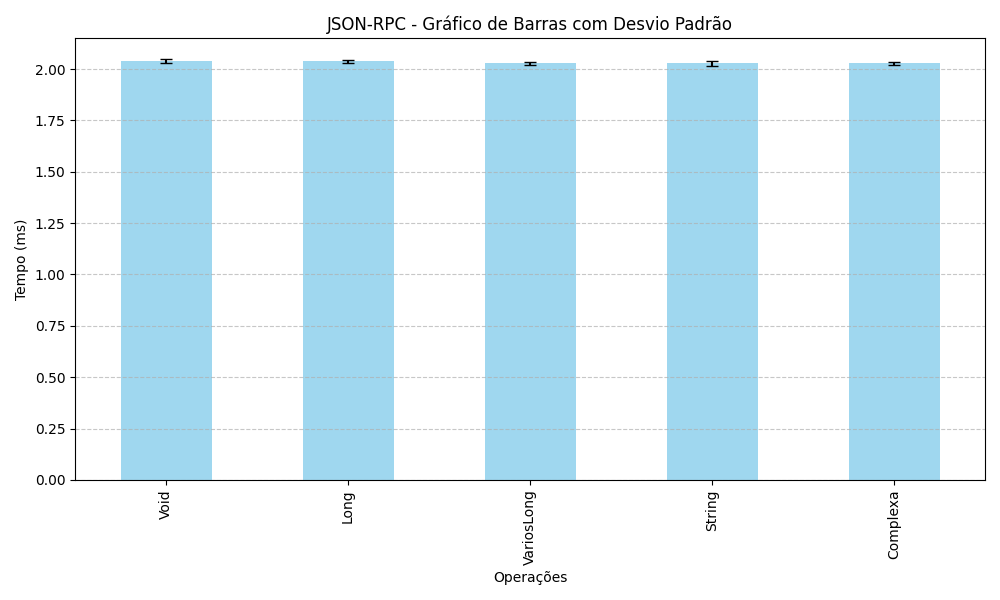 JSON-RPC - Gráfico de Barras com Desvio Padrão
Tempo (ms)
2.00
1.75
1.50
1.25
1.00
0.75
0.50
0.25
0.00
Void
Long
VariosLong
String
Complexa
Operações